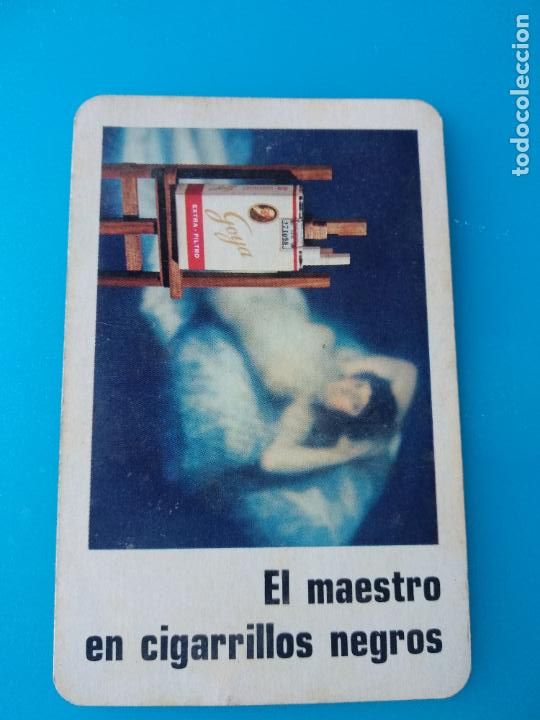 El maestro
en cigarrillos negros
Goya
EXTRA-FILTRO
todocoleccion